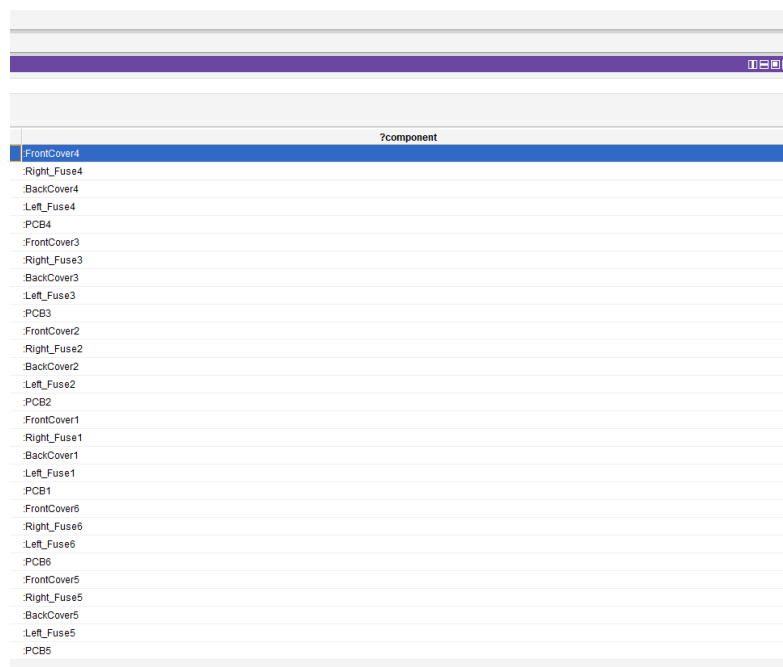 ?component
:FrontCover4
:Right_Fuse4
:BackCover4
:Left_Fuse4
:PCB4
:FrontCover3
:Right_Fuse3
:BackCover3
:Left_Fuse3
:PCB3
:FrontCover2
:Right_Fuse2
:BackCover2
:Left_Fuse2
:PCB2
:FrontCover1
:Right_Fuse1
:BackCover1
:Left_Fuse1
:PCB1
:FrontCover6
:Right_Fuse6
:Left_Fuse6
:PCB6
:FrontCover5
:Right_Fuse5
:BackCover5
:Left_Fuse5
:PCB5